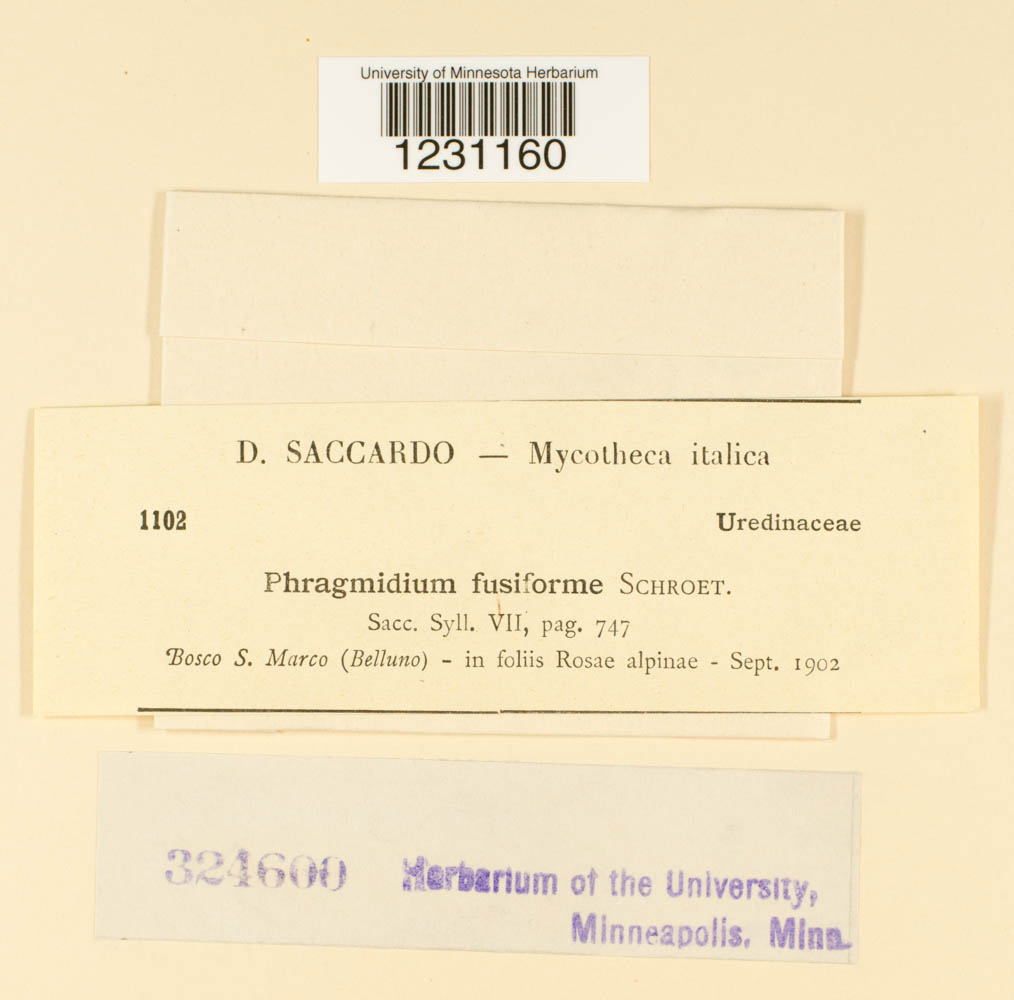 University of Minnesota Herbarium
1231160
D. SACCARDO — Mycotheca italica
1102 Uredinaceae
Phragmidium fusiforme SCHROET.
Sacc. Syll. VII, pag. 747
Bosco S. Marco (Belluno) - in foliis Rosae alpinae - Sept. 1902
324600 Herbarium of the University,
Minneapolis, Minn.